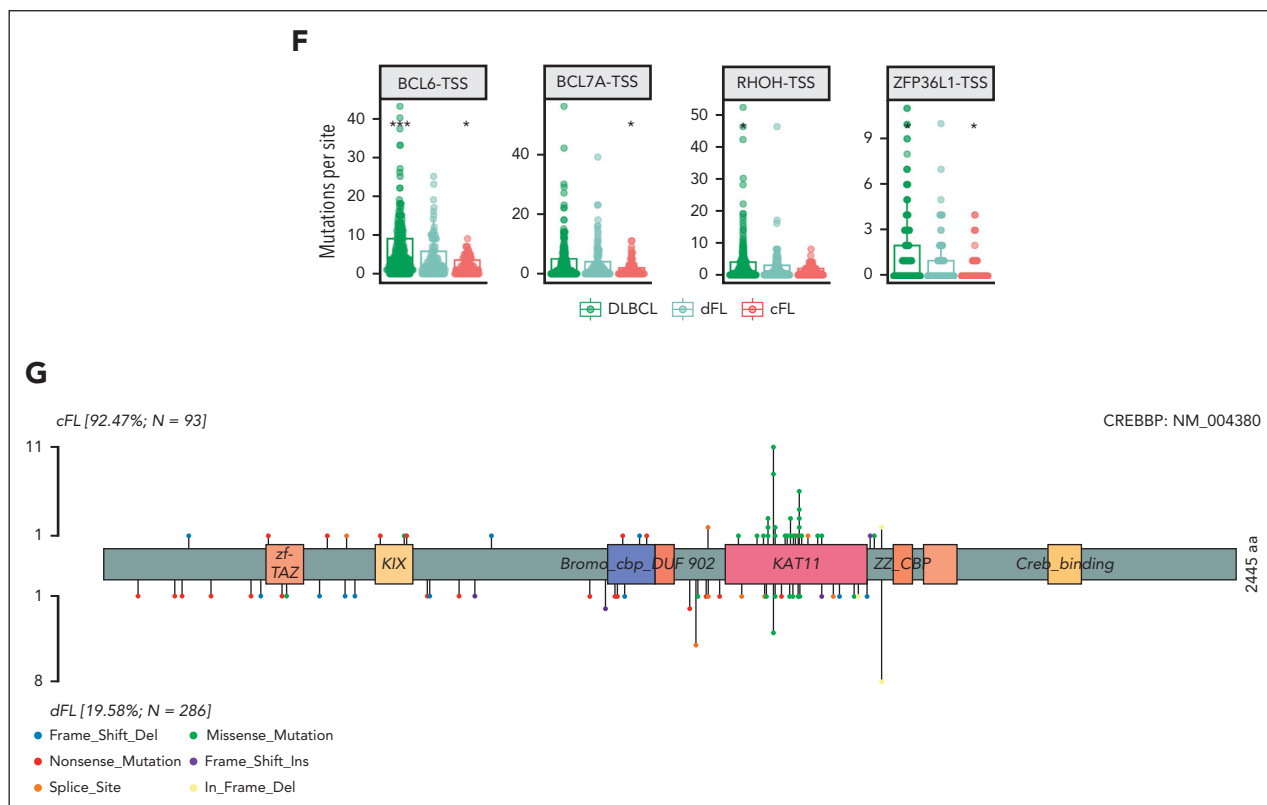 F
BCL6-TSS
BCL7A-TSS
RHOH-TSS
ZFP36L1-TSS
Mutations per site
40
30
20
10
0
***
*
40
20
0
*
50
40
30
20
10
0
*
9
6
3
0
*
*
DLBCL
dFL
cFL
G
cFL [92.47%; N = 93]
CREBBP: NM_004380
11
1
zf-
TAZ
KIX
Bromo_cbp_DUF 902
KAT11
ZZ_CBP
Creb_binding
2445 aa
1
8
dFL [19.58%; N = 286]
Frame_Shift_Del
Missense_Mutation
Nonsense_Mutation
Frame_Shift_Ins
Splice_Site
In_Frame_Del